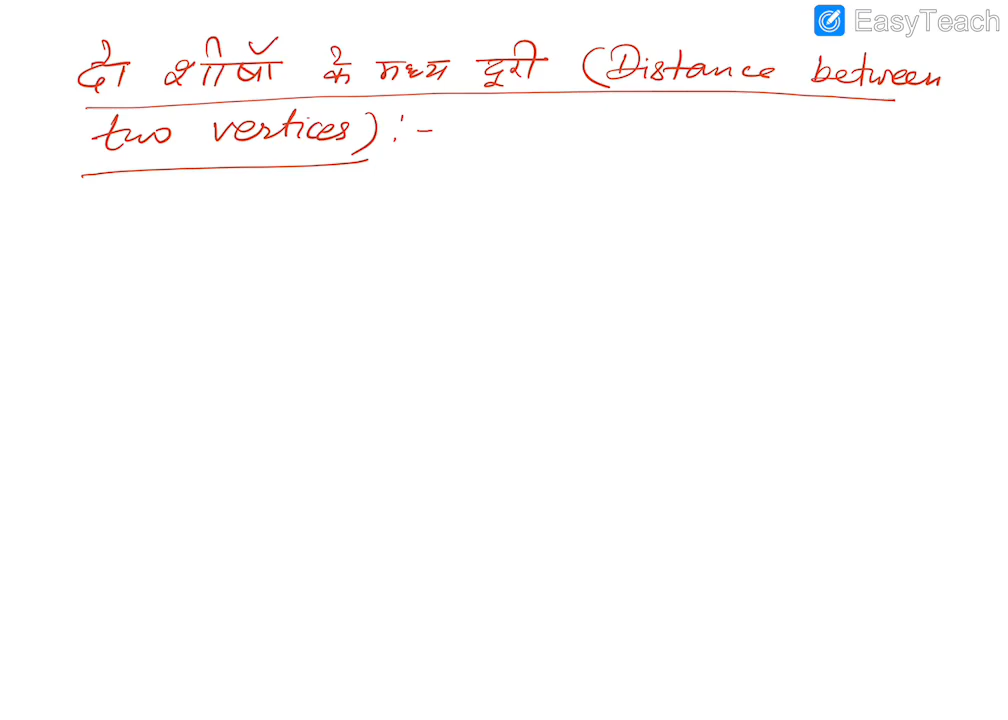 EasyTeach
दो शीर्षों के मध्य दूरी (Distance between
two vertices) :-